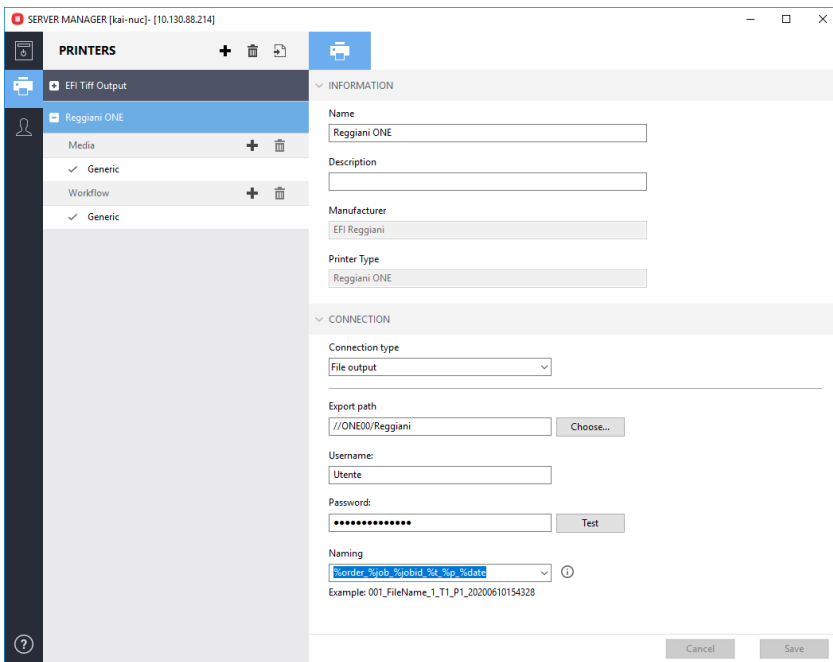 SERVER MANAGER [kai-nuc]- [10.130.88.214]
PRINTERS
EFI Tiff Output
Reggiani ONE
Media
Generic
Workflow
Generic
INFORMATION
Name
Reggiani ONE
Description
Manufacturer
EFI Reggiani
Printer Type
Reggiani ONE
CONNECTION
Connection type
File output
Export path
//ONE00/Reggiani
Choose...
Username:
Utente
Password:
●●●●●●●●●●●●●●
Test
Naming
%order_%job_%jobid_%t_%p_%date
Example: 001_FileName_1_T1_P1_20200610154328
Cancel
Save